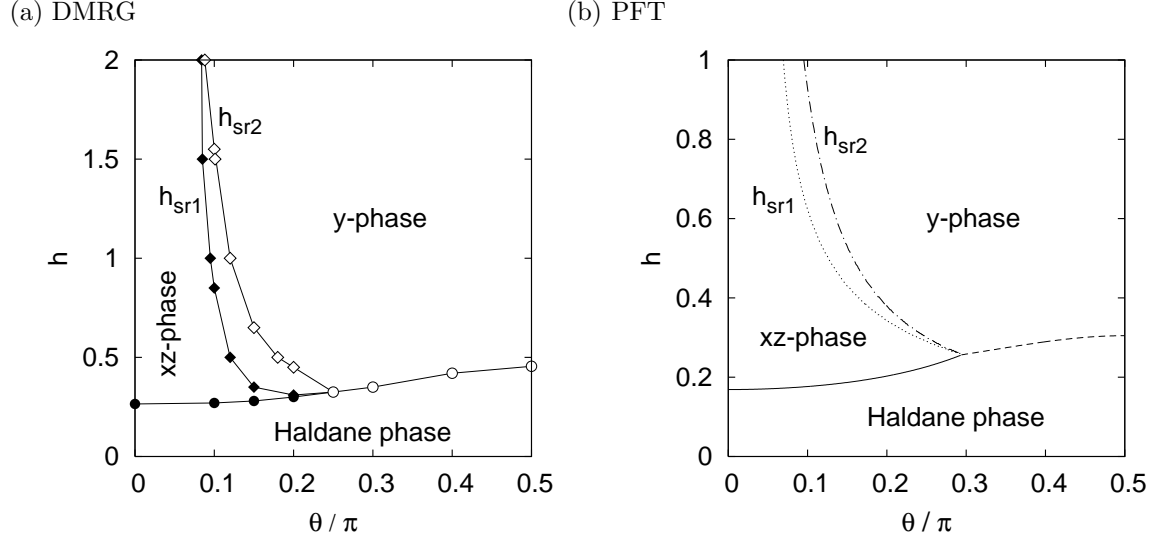 (a) DMRG
2
1.5
1
0.5
0
h
h_sr2
h_sr1
y-phase
xz-phase
Haldane phase
0 0.1 0.2 0.3 0.4 0.5
θ / π
(b) PFT
1
0.8
0.6
0.4
0.2
0
h
h_sr2
h_sr1
y-phase
xz-phase
Haldane phase
0 0.1 0.2 0.3 0.4 0.5
θ / π